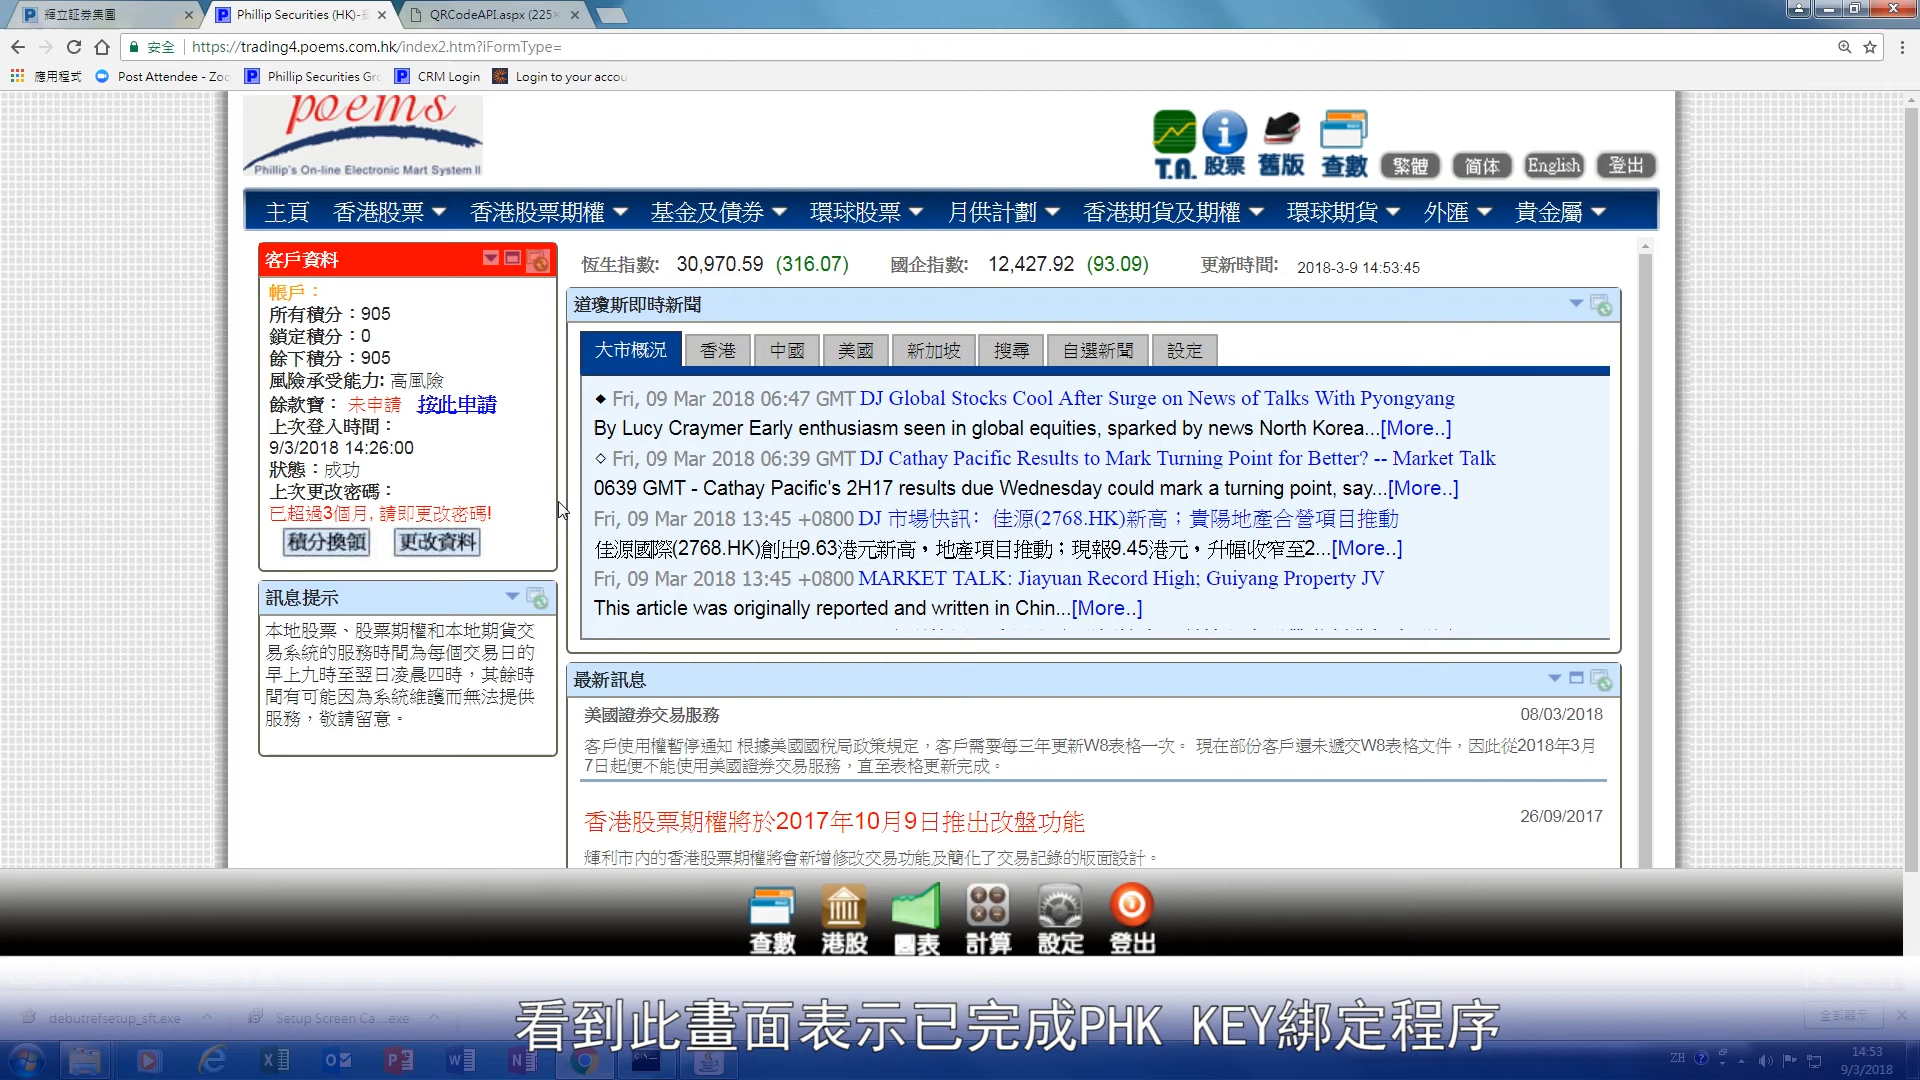 輝立証券集團
Phillip Securities (HK)-
QRCodeAPI.aspx (225×
安全 https://trading4.poems.com.hk/index2.htm?iFormType=
應用程式 Post Attendee - Zoo Phillip Securities Gro CRM Login Login to your accou
poems
Phillip's On-line Electronic Mart System II
T.A. 股票 舊版 查數 繁體 简体 English 登出
主頁 香港股票 香港股票期權 基金及債券 環球股票 月供計劃 香港期貨及期權 環球期貨 外匯 貴金屬
客戶資料
帳戶：
所有積分：905
鎖定積分：0
餘下積分：905
風險承受能力: 高風險
餘款寶： 未申請 按此申請
上次登入時間：
9/3/2018 14:26:00
狀態：成功
上次更改密碼：
已超過3個月, 請即更改密碼!
積分換領 更改資料
訊息提示
本地股票、股票期權和本地期貨交
易系統的服務時間為每個交易日的
早上九時至翌日凌晨四時，其餘時
間有可能因為系統維護而無法提供
服務，敬請留意。
恆生指數: 30,970.59 (316.07) 國企指數: 12,427.92 (93.09) 更新時間: 2018-3-9 14:53:45
道瓊斯即時新聞
大市概況 香港 中國 美國 新加坡 搜尋 自選新聞 設定
◆ Fri, 09 Mar 2018 06:47 GMT DJ Global Stocks Cool After Surge on News of Talks With Pyongyang
By Lucy Craymer Early enthusiasm seen in global equities, sparked by news North Korea...[More..]
◇ Fri, 09 Mar 2018 06:39 GMT DJ Cathay Pacific Results to Mark Turning Point for Better? -- Market Talk
0639 GMT - Cathay Pacific's 2H17 results due Wednesday could mark a turning point, say...[More..]
Fri, 09 Mar 2018 13:45 +0800 DJ 市場快訊： 佳源(2768.HK)新高；貴陽地產合營項目推動
佳源國際(2768.HK)創出9.63港元新高，地產項目推動；現報9.45港元，升幅收窄至2...[More..]
Fri, 09 Mar 2018 13:45 +0800 MARKET TALK: Jiayuan Record High; Guiyang Property JV
This article was originally reported and written in Chin...[More..]
最新訊息
美國證券交易服務 08/03/2018
客戶使用權暫停通知 根據美國國稅局政策規定，客戶需要每三年更新W8表格一次。 現在部份客戶還未遞交W8表格文件，因此從2018年3月
7日起便不能使用美國證券交易服務，直至表格更新完成。
香港股票期權將於2017年10月9日推出改盤功能 26/09/2017
輝利市內的香港股票期權將會新增修改交易功能及簡化了交易記錄的版面設計。
查數 港股 圖表 計算 設定 登出
debutrefsetup_sft.exe Setup Screen Ca....exe 全部顯示
看到此畫面表示已完成PHK KEY綁定程序
ZH 14:53
9/3/2018